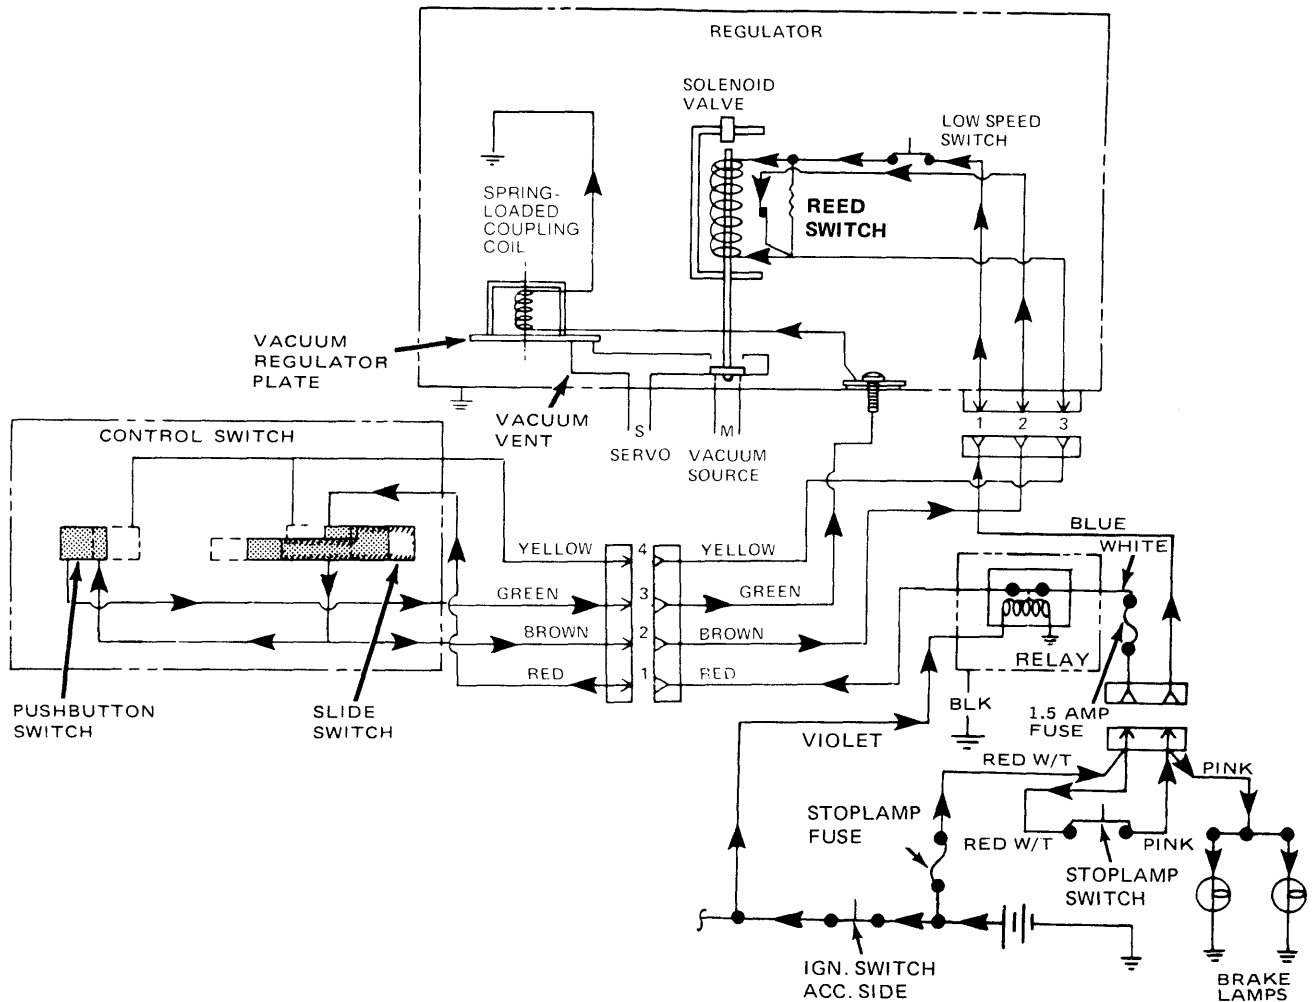 REGULATOR
SOLENOID
VALVE
LOW SPEED
SWITCH
SPRING-
LOADED
COUPLING
COIL
REED
SWITCH
VACUUM
REGULATOR
PLATE
VACUUM
VENT
S
SERVO
M
VACUUM
SOURCE
1 2 3
CONTROL SWITCH
YELLOW 4 YELLOW
GREEN 3 GREEN
BROWN 2 BROWN
RED 1 RED
BLUE
WHITE
RELAY
BLK
1.5 AMP
FUSE
PUSHBUTTON
SWITCH
SLIDE
SWITCH
VIOLET
RED W/T
PINK
STOPLAMP
FUSE
RED W/T
PINK
STOPLAMP
SWITCH
IGN. SWITCH
ACC. SIDE
BRAKE
LAMPS